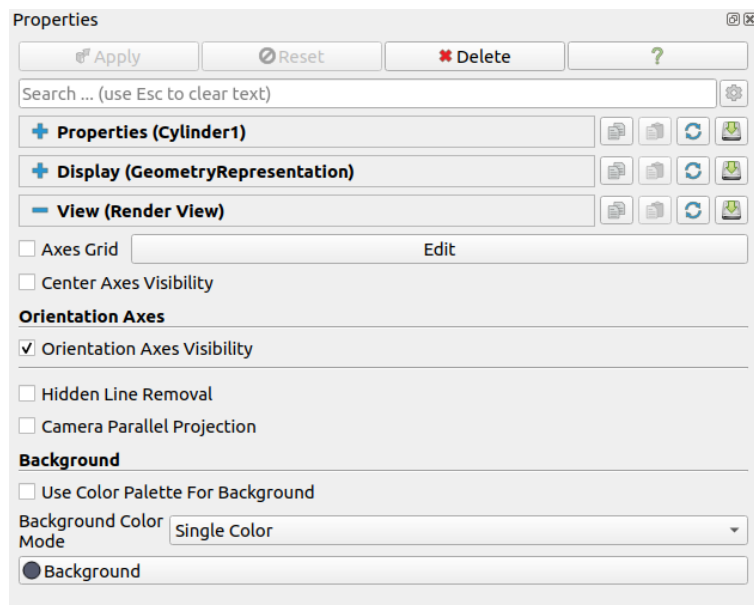 Properties
Apply Reset Delete ?
Search ... (use Esc to clear text)
Properties (Cylinder1)
Display (GeometryRepresentation)
View (Render View)
Axes Grid Edit
Center Axes Visibility
Orientation Axes
Orientation Axes Visibility
Hidden Line Removal
Camera Parallel Projection
Background
Use Color Palette For Background
Background Color
Mode Single Color
Background